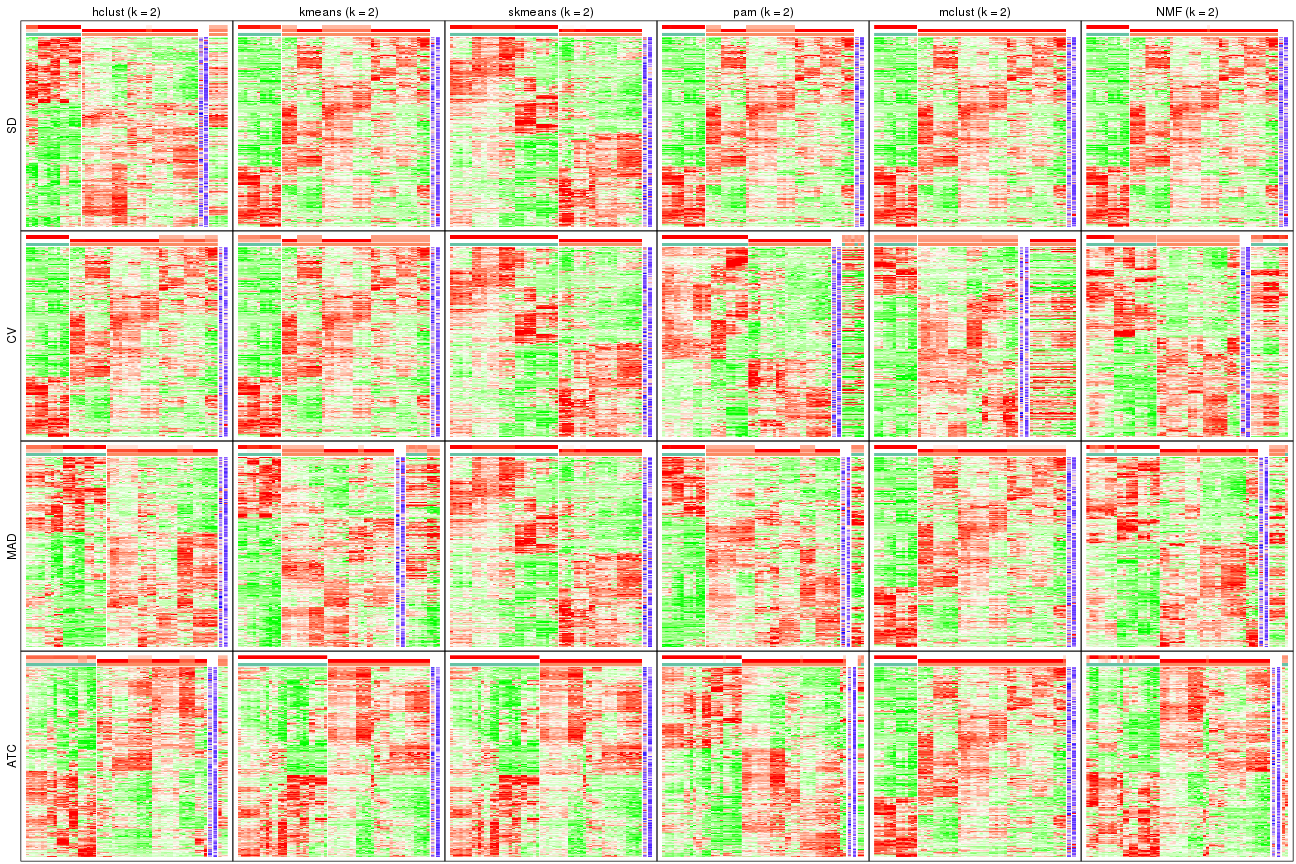 hclust (k = 2) kmeans (k = 2) skmeans (k = 2) pam (k = 2) mclust (k = 2) NMF (k = 2)
SD
CV
MAD
ATC